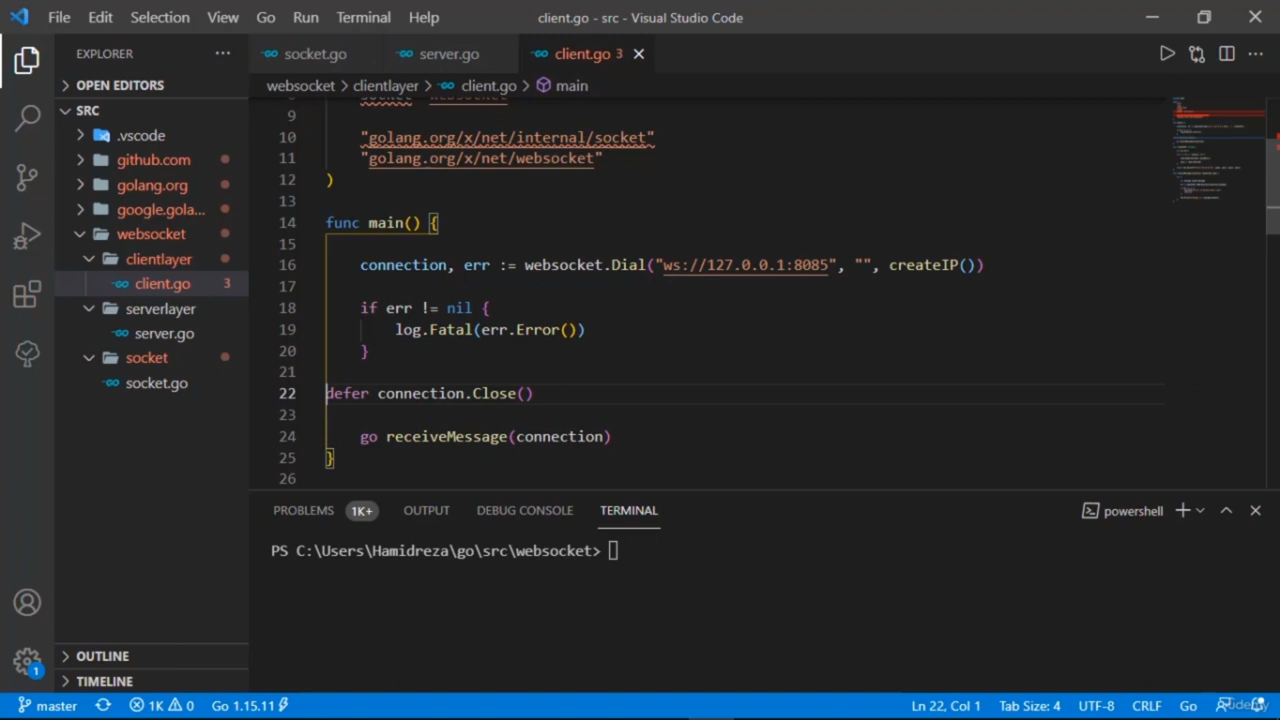 File Edit Selection View Go Run Terminal Help client.go - src - Visual Studio Code
EXPLORER
socket.go server.go client.go 3
OPEN EDITORS
websocket > clientlayer > client.go > main
SRC
.vscode
github.com
golang.org
google.gola...
websocket
clientlayer
client.go 3
serverlayer
server.go
socket
socket.go
9
10 "golang.org/x/net/internal/socket"
11 "golang.org/x/net/websocket"
12 )
13
14 func main() {
15
16 connection, err := websocket.Dial("ws://127.0.0.1:8085", "", createIP())
17
18 if err != nil {
19 log.Fatal(err.Error())
20 }
21
22 defer connection.Close()
23
24 go receiveMessage(connection)
25 }
26
PROBLEMS 1K+ OUTPUT DEBUG CONSOLE TERMINAL powershell
PS C:\Users\Hamidreza\go\src\websocket>
OUTLINE
TIMELINE
1
master 1K 0 Go 1.15.11 Ln 22, Col 1 Tab Size: 4 UTF-8 CRLF Go